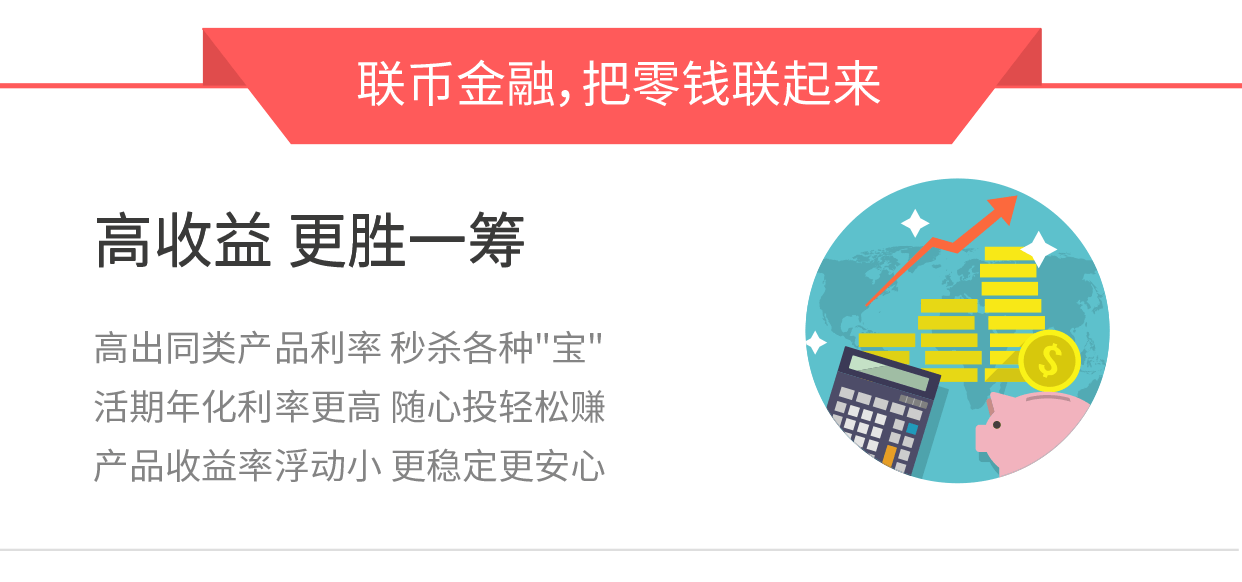 联币金融，把零钱联起来
高收益 更胜一筹
高出同类产品利率 秒杀各种"宝"
活期年化利率更高 随心投轻松赚
产品收益率浮动小 更稳定更安心
$